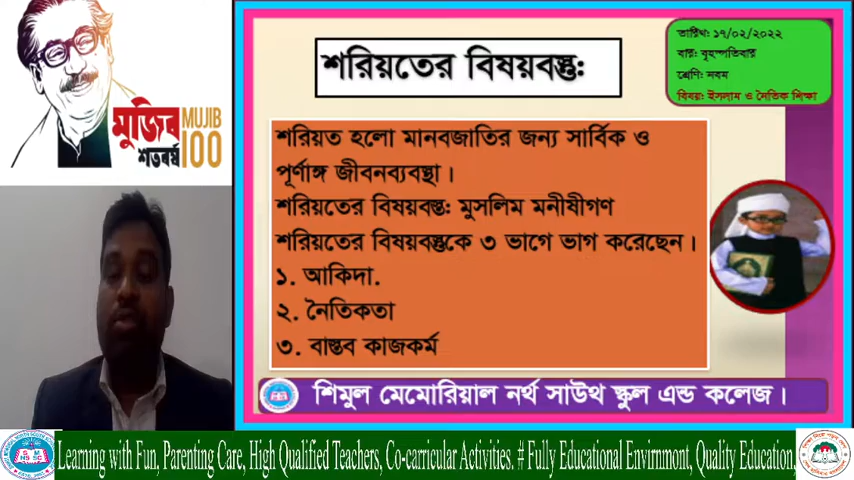 মুজিব
শতবর্ষ
MUJIB
100
শরিয়তের বিষয়বস্তু:
তারিখ: ১৭/০২/২০২২
বার: বৃহস্পতিবার
শ্রেণি: নবম
বিষয়: ইসলাম ও নৈতিক শিক্ষা
শরিয়ত হলো মানবজাতির জন্য সার্বিক ও
পূর্ণাঙ্গ জীবনব্যবস্থা।
শরিয়তের বিষয়বস্তু: মুসলিম মনীষীগণ
শরিয়তের বিষয়বস্তুকে ৩ ভাগে ভাগ করেছেন।
১. আকিদা.
২. নৈতিকতা
৩. বাস্তব কাজকর্ম
শিমুল মেমোরিয়াল নর্থ সাউথ স্কুল এন্ড কলেজ।
Learning with Fun, Parenting Care, High Qualified Teachers, Co-carricular Activities. # Fully Educational Envirnment, Quality Education,